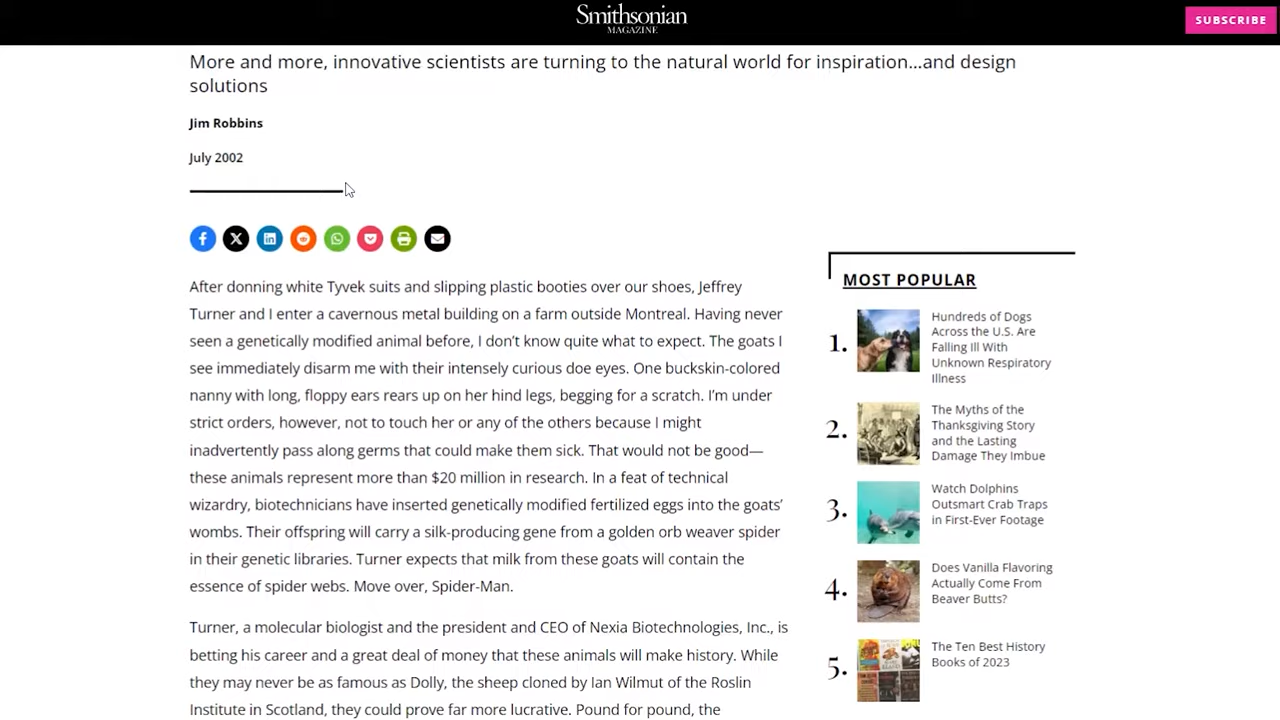 Smithsonian
MAGAZINE
SUBSCRIBE
More and more, innovative scientists are turning to the natural world for inspiration…and design
solutions
Jim Robbins
July 2002
After donning white Tyvek suits and slipping plastic booties over our shoes, Jeffrey
Turner and I enter a cavernous metal building on a farm outside Montreal. Having never
seen a genetically modified animal before, I don’t know quite what to expect. The goats I
see immediately disarm me with their intensely curious doe eyes. One buckskin-colored
nanny with long, floppy ears rears up on her hind legs, begging for a scratch. I’m under
strict orders, however, not to touch her or any of the others because I might
inadvertently pass along germs that could make them sick. That would not be good—
these animals represent more than $20 million in research. In a feat of technical
wizardry, biotechnicians have inserted genetically modified fertilized eggs into the goats’
wombs. Their offspring will carry a silk-producing gene from a golden orb weaver spider
in their genetic libraries. Turner expects that milk from these goats will contain the
essence of spider webs. Move over, Spider-Man.
Turner, a molecular biologist and the president and CEO of Nexia Biotechnologies, Inc., is
betting his career and a great deal of money that these animals will make history. While
they may never be as famous as Dolly, the sheep cloned by Ian Wilmut of the Roslin
Institute in Scotland, they could prove far more lucrative. Pound for pound, the
MOST POPULAR
1.
Hundreds of Dogs
Across the U.S. Are
Falling Ill With
Unknown Respiratory
Illness
2.
The Myths of the
Thanksgiving Story
and the Lasting
Damage They Imbue
3.
Watch Dolphins
Outsmart Crab Traps
in First-Ever Footage
4.
Does Vanilla Flavoring
Actually Come From
Beaver Butts?
5.
The Ten Best History
Books of 2023